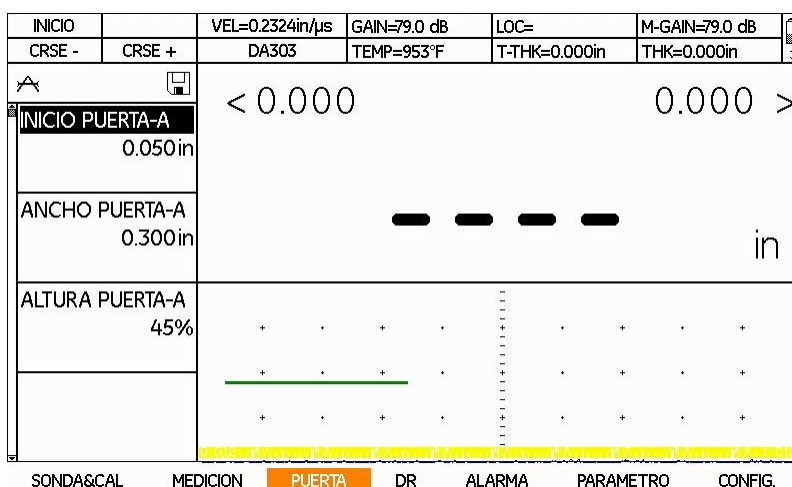 INICIO VEL=0.2324in/µs GAIN=79.0 dB LOC= M-GAIN=79.0 dB
CRSE - CRSE + DA303 TEMP=953°F T-THK=0.000in THK=0.000in
< 0.000 0.000 >
INICIO PUERTA-A
0.050in
ANCHO PUERTA-A
0.300in
in
ALTURA PUERTA-A
45%
SONDA&CAL MEDICION PUERTA DR ALARMA PARAMETRO CONFIG.